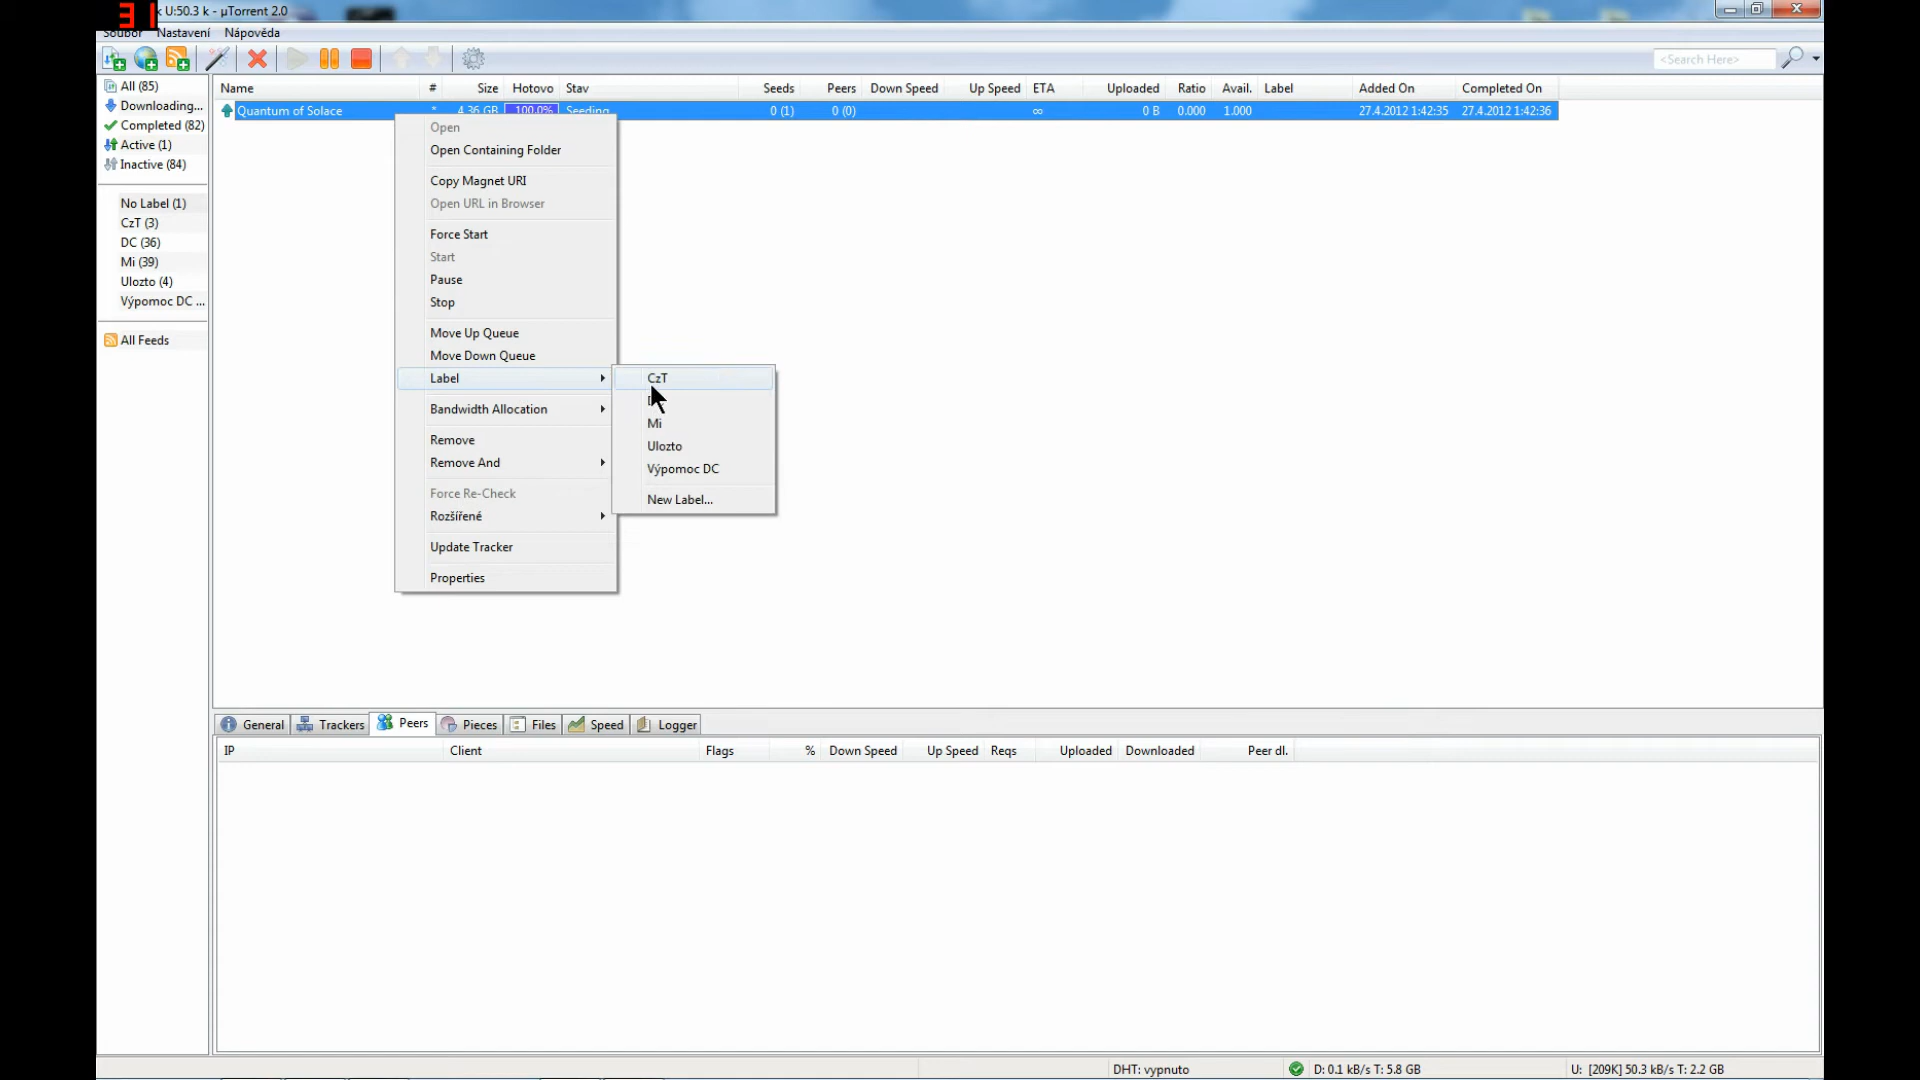 31
k U:50.3 k - µTorrent 2.0
Soubor Nastavení Nápověda
<Search Here>
All (85)
Downloading...
Completed (82)
Active (1)
Inactive (84)
No Label (1)
CzT (3)
DC (36)
Mi (39)
Ulozto (4)
Výpomoc DC ...
All Feeds
Name # Size Hotovo Stav Seeds Peers Down Speed Up Speed ETA Uploaded Ratio Avail. Label Added On Completed On
Quantum of Solace * 4.36 GB 100.0% Seeding 0 (1) 0 (0) ∞ 0 B 0.000 1.000 27.4.2012 1:42:35 27.4.2012 1:42:36
Open
Open Containing Folder
Copy Magnet URI
Open URL in Browser
Force Start
Start
Pause
Stop
Move Up Queue
Move Down Queue
Label
Bandwidth Allocation
Remove
Remove And
Force Re-Check
Rozšířené
Update Tracker
Properties
CzT
Mi
Ulozto
Výpomoc DC
New Label...
General Trackers Peers Pieces Files Speed Logger
IP Client Flags % Down Speed Up Speed Reqs Uploaded Downloaded Peer dl.
DHT: vypnuto D: 0.1 kB/s T: 5.8 GB U: [209K] 50.3 kB/s T: 2.2 GB